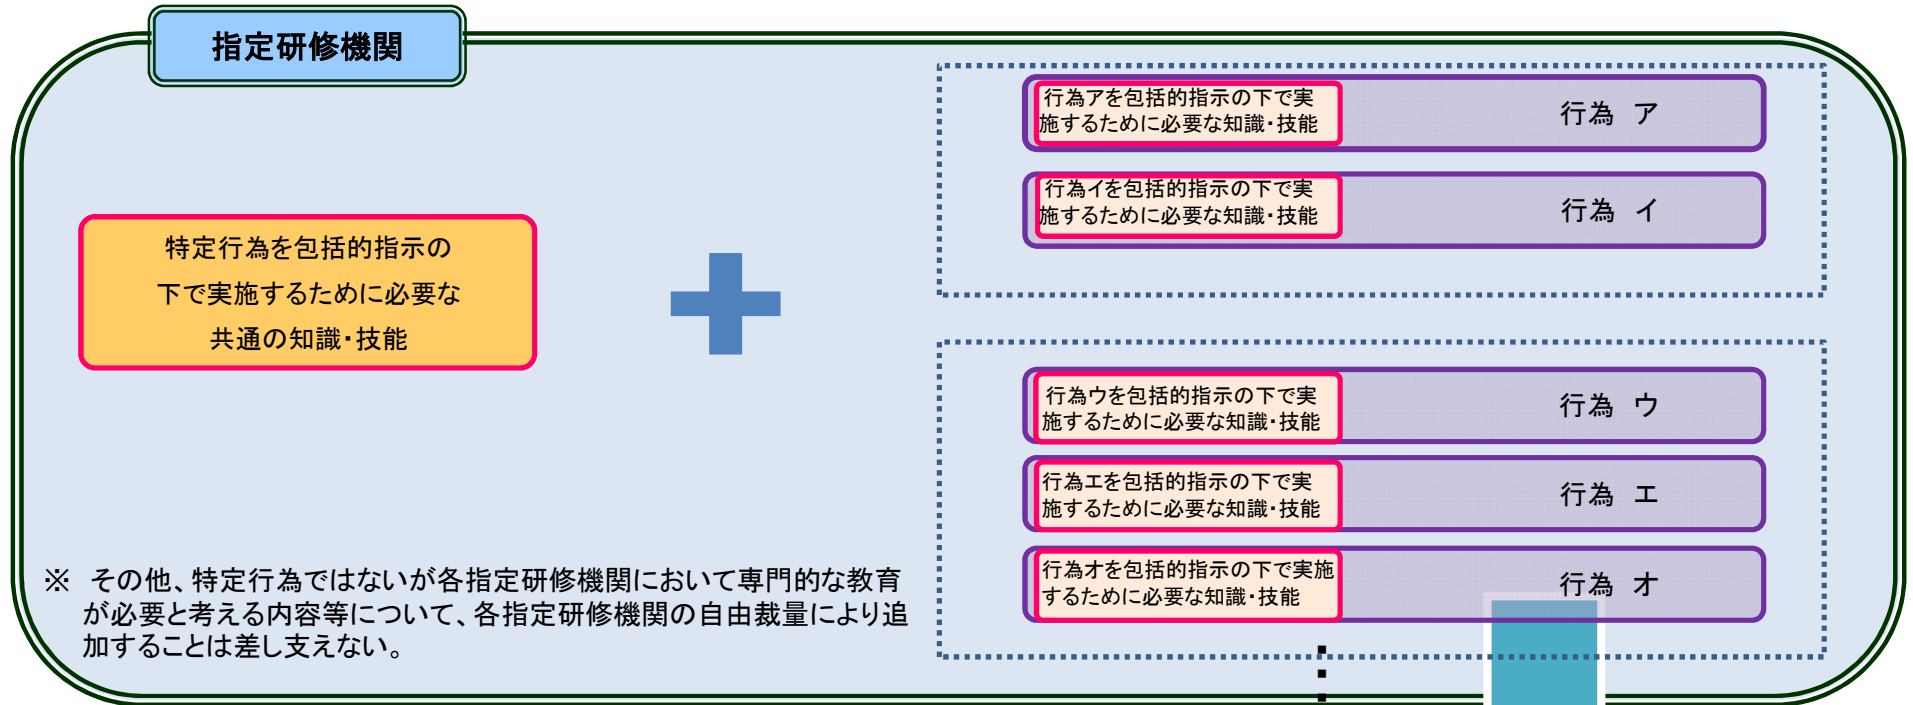 指定研修機関
特定行為を包括的指示の
下で実施するために必要な
共通の知識・技能
行為アを包括的指示の下で実
施するために必要な知識・技能
行為 ア
行為イを包括的指示の下で実
施するために必要な知識・技能
行為 イ
行為ウを包括的指示の下で実
施するために必要な知識・技能
行為 ウ
行為エを包括的指示の下で実
施するために必要な知識・技能
行為 エ
行為オを包括的指示の下で実施
するために必要な知識・技能
行為 オ
※ その他、特定行為ではないが各指定研修機関において専門的な教育
が必要と考える内容等について、各指定研修機関の自由裁量により追
加することは差し支えない。